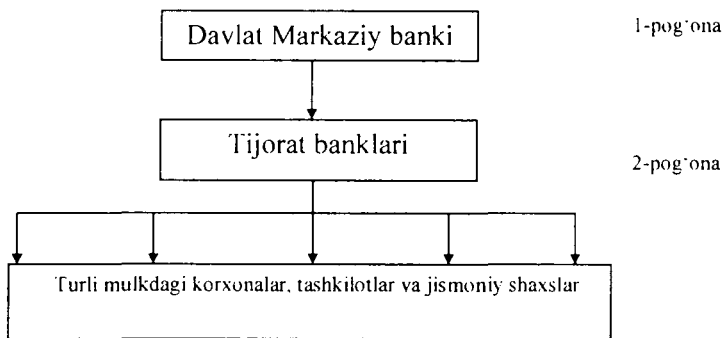 Davlat Markaziy banki
1-pog‘ona
Tijorat banklari
2-pog‘ona
Turli mulkdagi korxonalar, tashkilotlar va jismoniy shaxslar